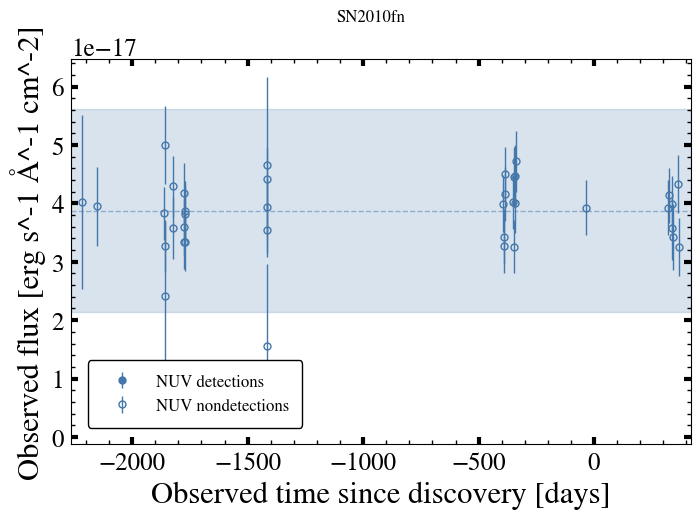 SN2010fn
1e−17
6
5
4
3
2
1
0
Observed flux [erg s^-1 Å^-1 cm^-2]
NUV detections
NUV nondetections
−2000 −1500 −1000 −500 0
Observed time since discovery [days]